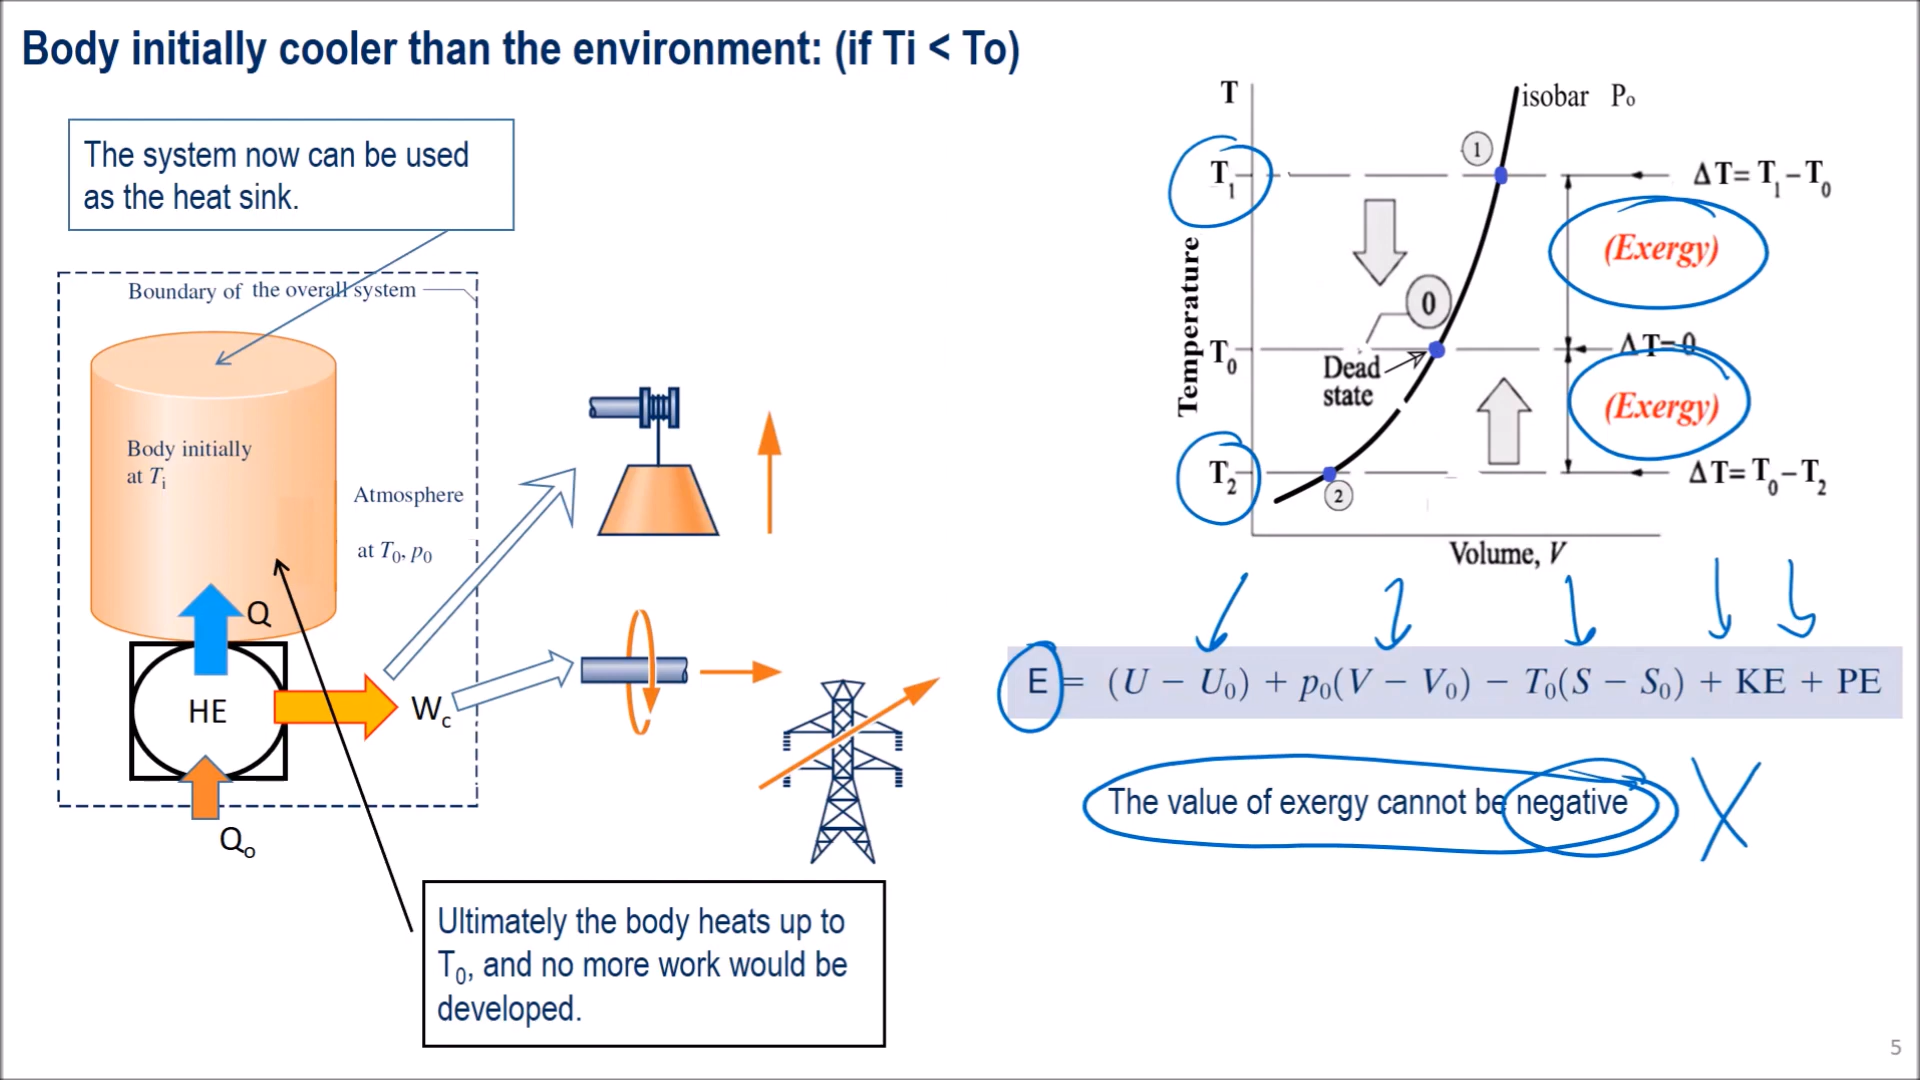 Body initially cooler than the environment: (if Ti < To)
The system now can be used
as the heat sink.
Boundary of the overall system
Body initially
at Ti
Atmosphere
at T0, p0
Q
HE
Wc
Qo
Ultimately the body heats up to
T0, and no more work would be
developed.
T
isobar Po
1
T1
ΔT= T1 – T0
(Exergy)
0
Temperature
T0
ΔT=0
Dead
state
(Exergy)
T2
ΔT= T0 – T2
2
Volume, V
E = (U − U0) + p0(V − V0) − T0(S − S0) + KE + PE
The value of exergy cannot be negative
5